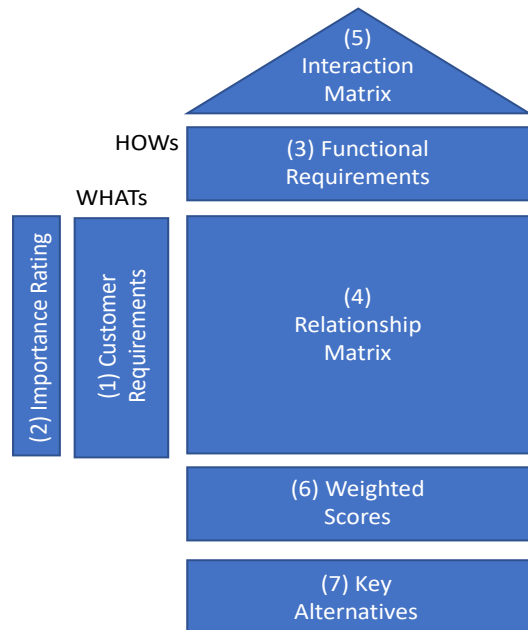 (5)
Interaction
Matrix
HOWs
(3) Functional
Requirements
WHATs
(2) Importance Rating
(1) Customer
Requirements
(4)
Relationship
Matrix
(6) Weighted
Scores
(7) Key
Alternatives